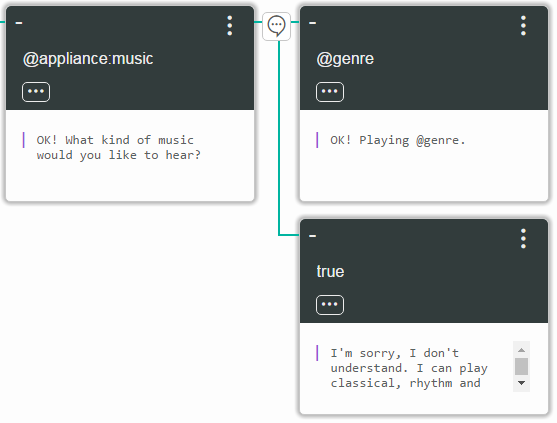 @appliance:music
OK! What kind of music
would you like to hear?
@genre
OK! Playing @genre.
true
I'm sorry, I don't
understand. I can play
classical, rhythm and